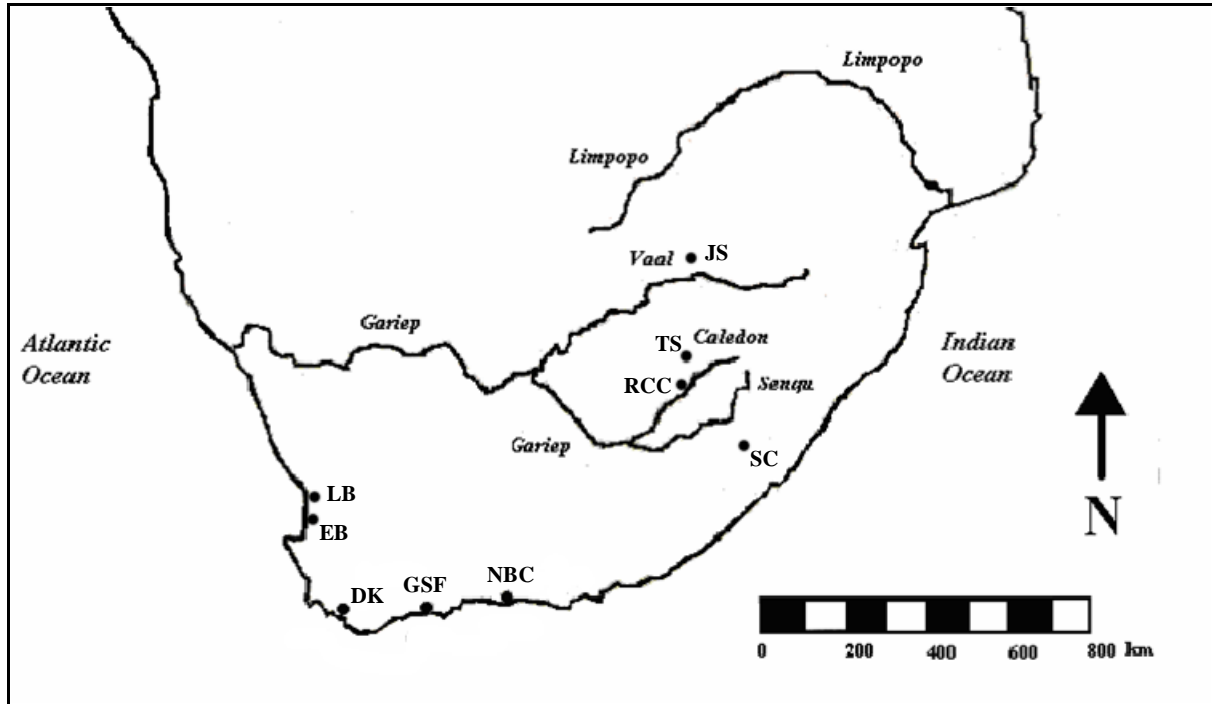 Limpopo
Limpopo
Vaal
JS
Gariep
Atlantic
Ocean
TS
Caledon
Indian
Ocean
RCC
Senqu
Gariep
SC
LB
EB
N
DK
GSF
NBC
0 200 400 600 800 km